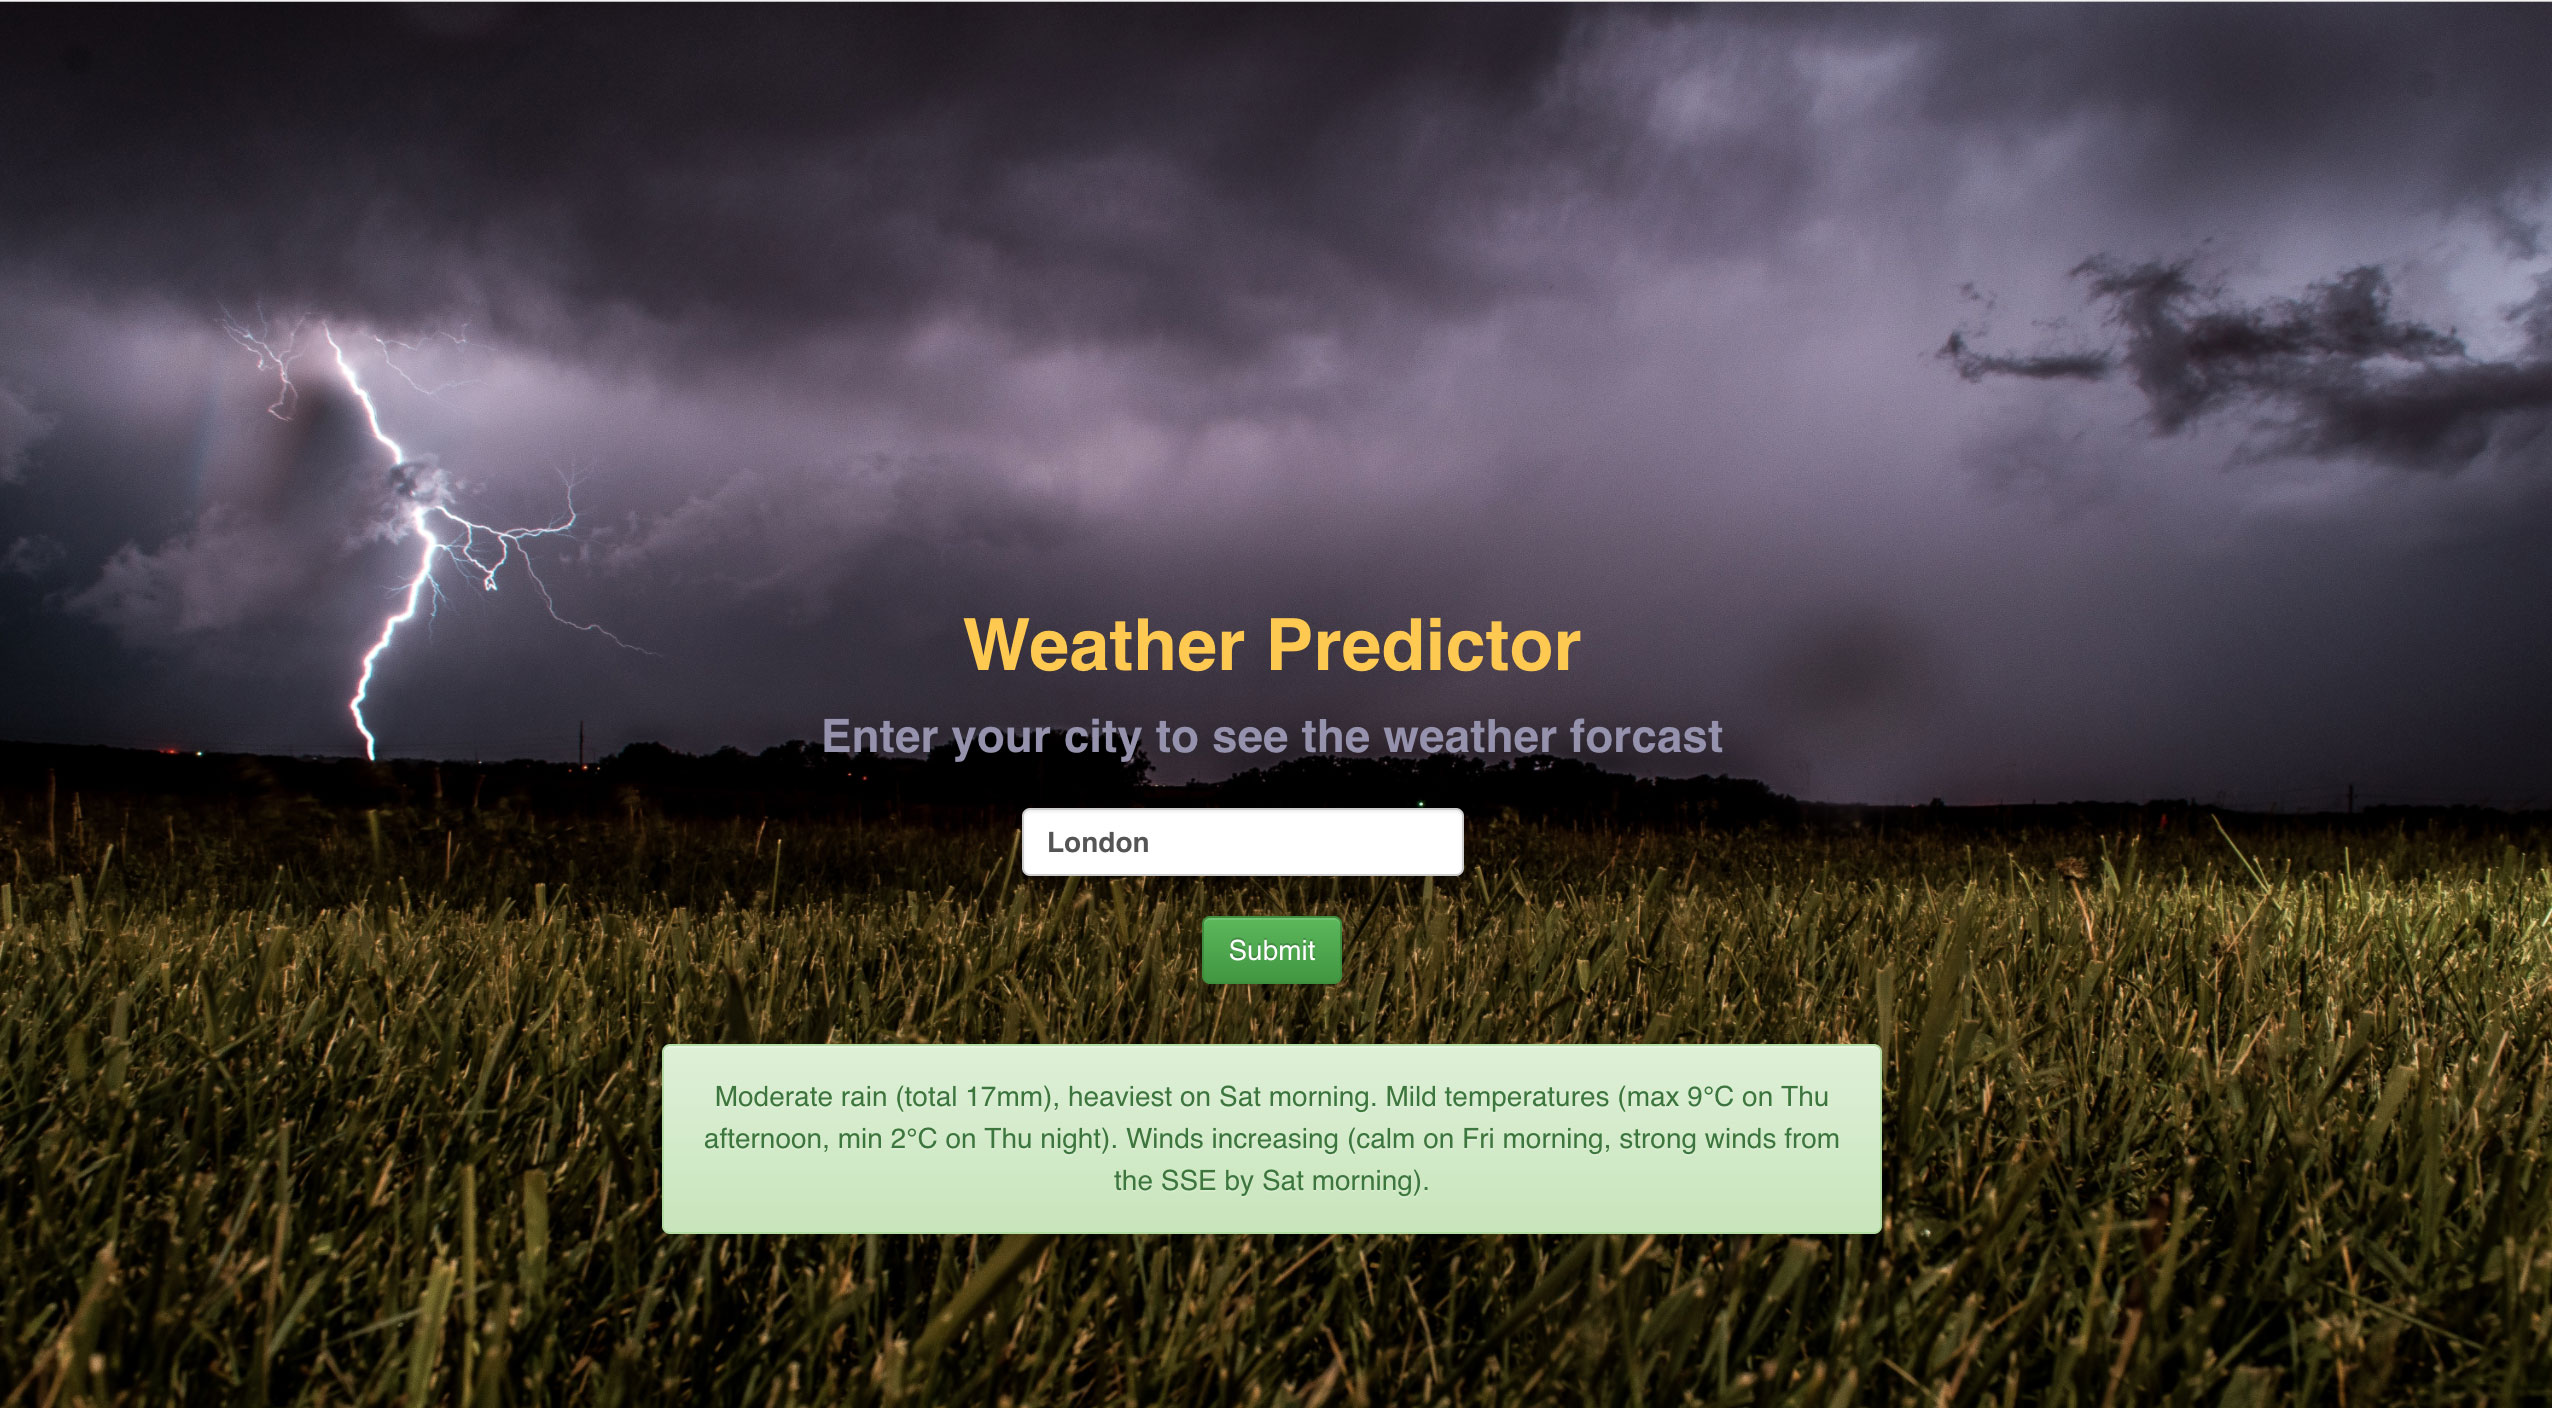 Weather Predictor
Enter your city to see the weather forcast
London
Submit
Moderate rain (total 17mm), heaviest on Sat morning. Mild temperatures (max 9°C on Thu
afternoon, min 2°C on Thu night). Winds increasing (calm on Fri morning, strong winds from
the SSE by Sat morning).